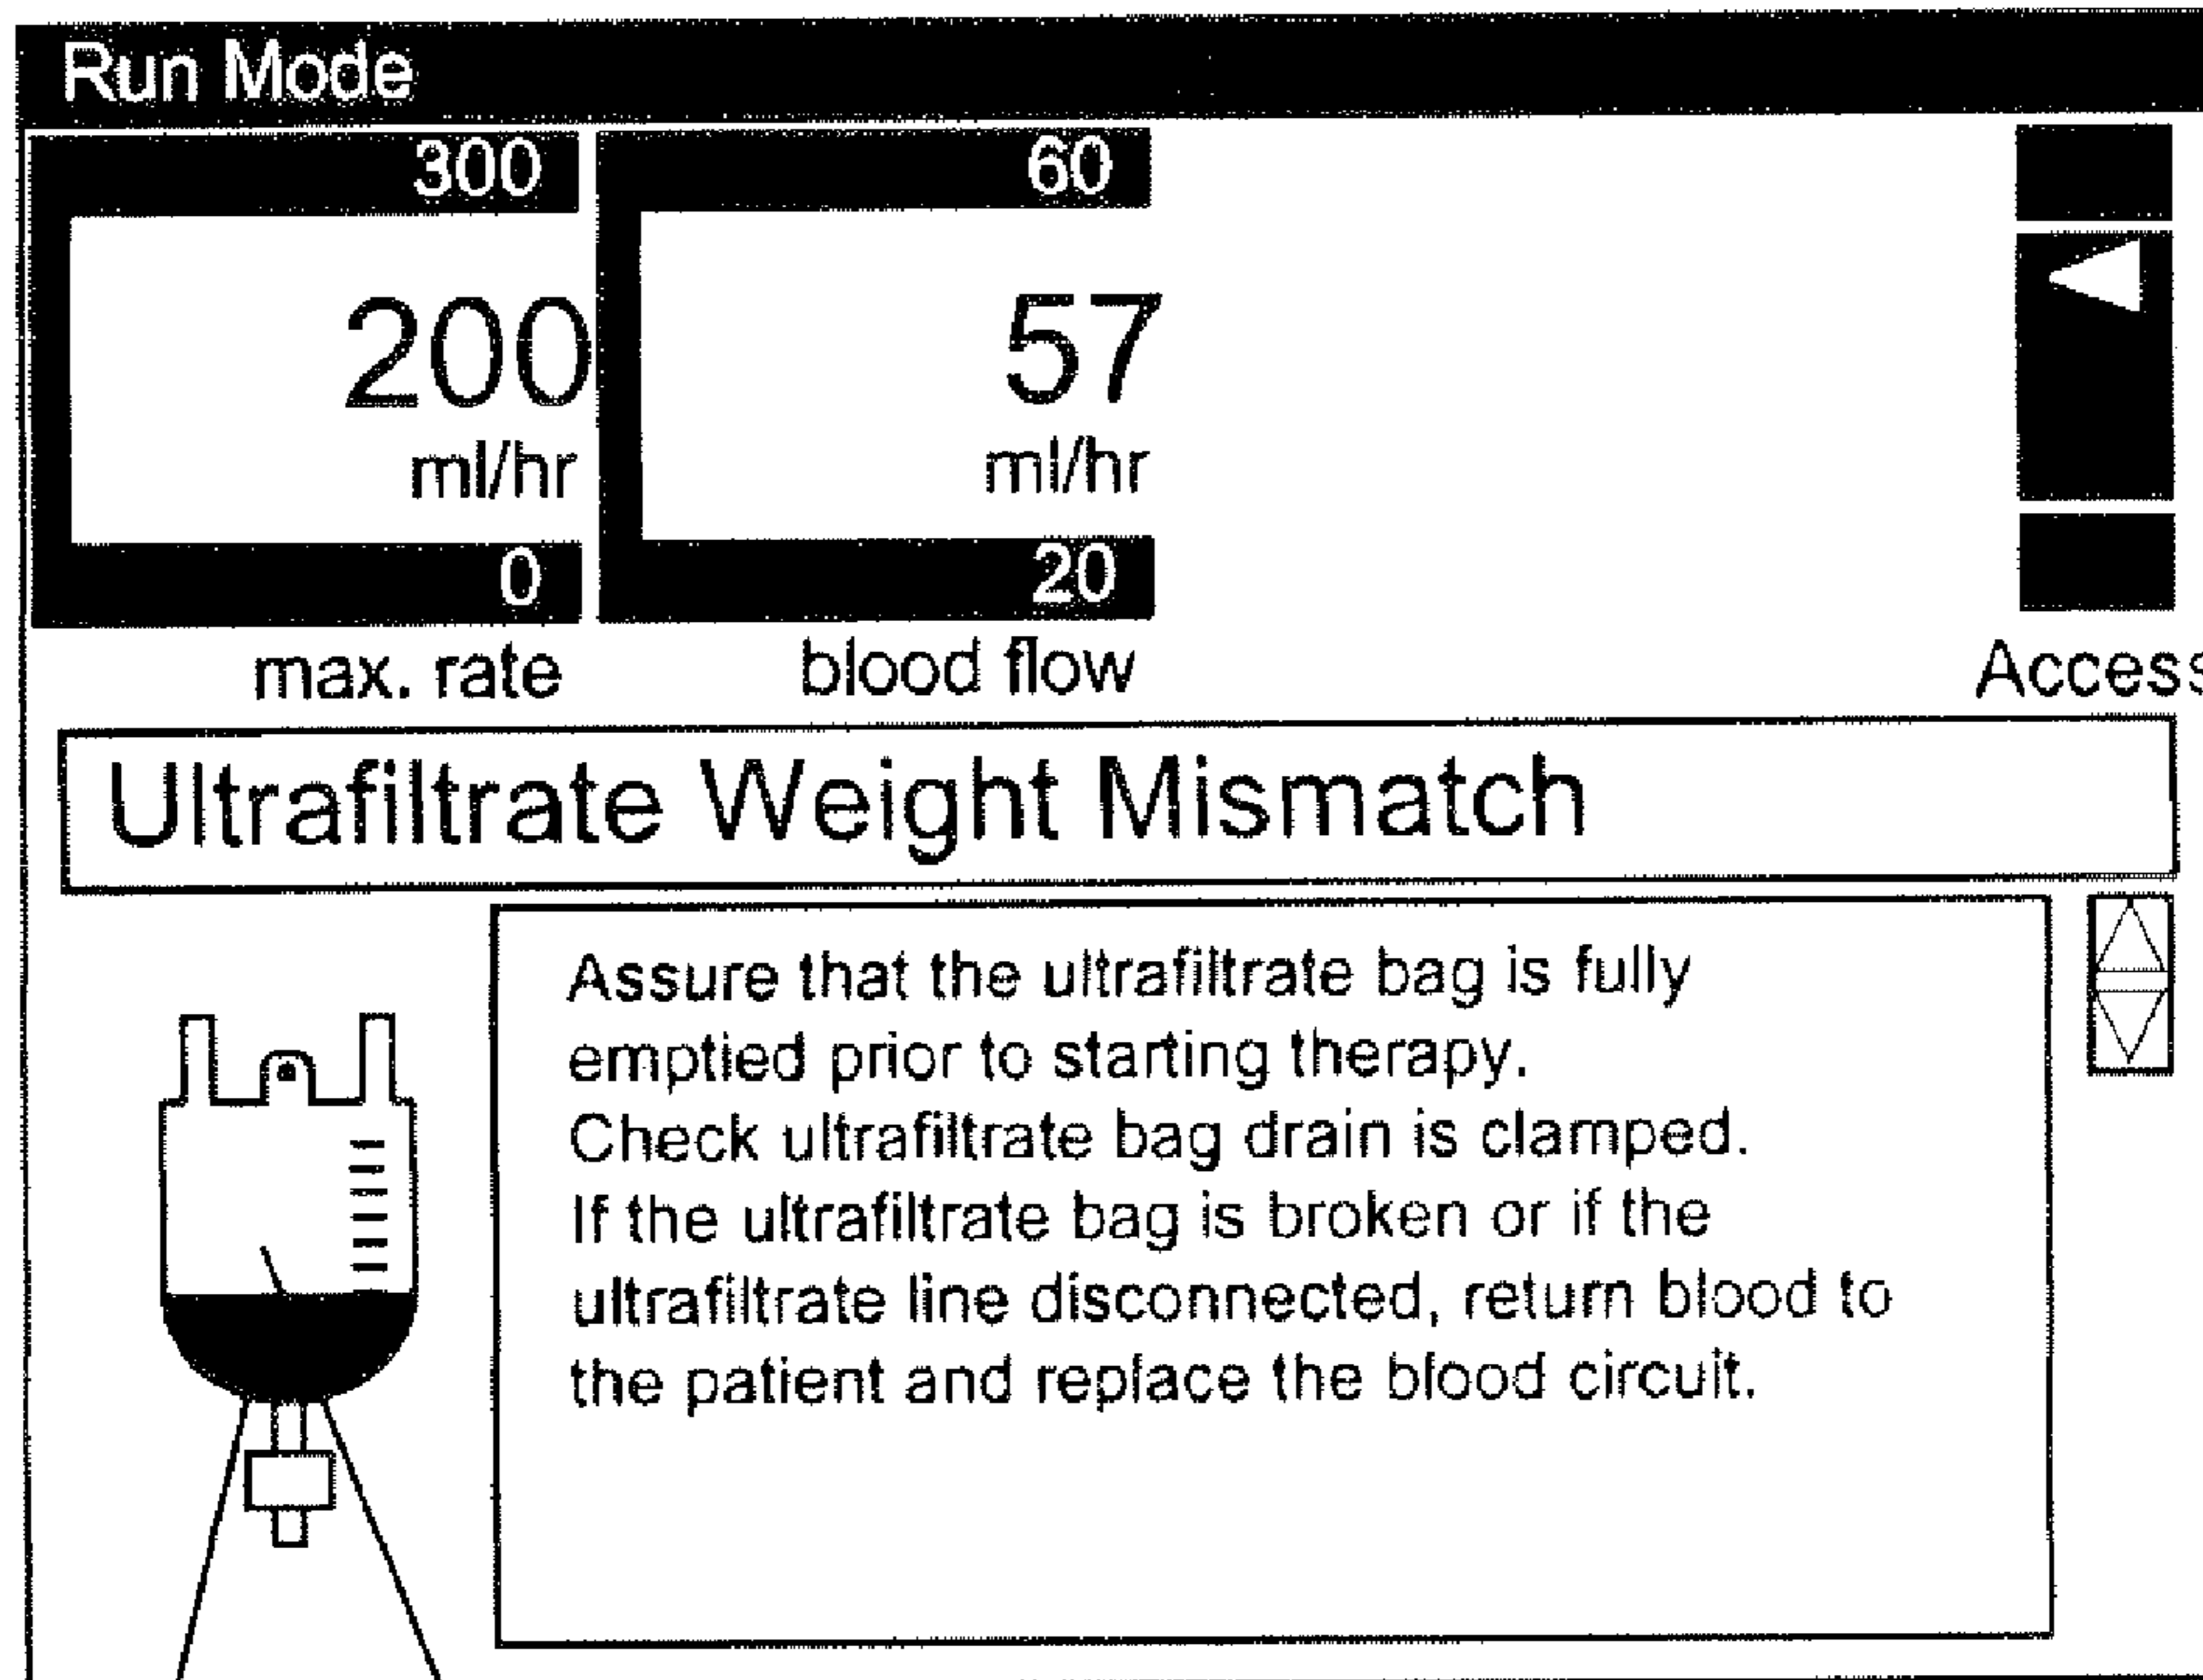 Run Mode
300
60
200
57
ml/hr
ml/hr
0
20
max. rate
blood flow
Access
Ultrafiltrate Weight Mismatch
Assure that the ultrafiltrate bag is fully
emptied prior to starting therapy.
Check ultrafiltrate bag drain is clamped.
If the ultrafiltrate bag is broken or if the
ultrafiltrate line disconnected, return blood to
the patient and replace the blood circuit.